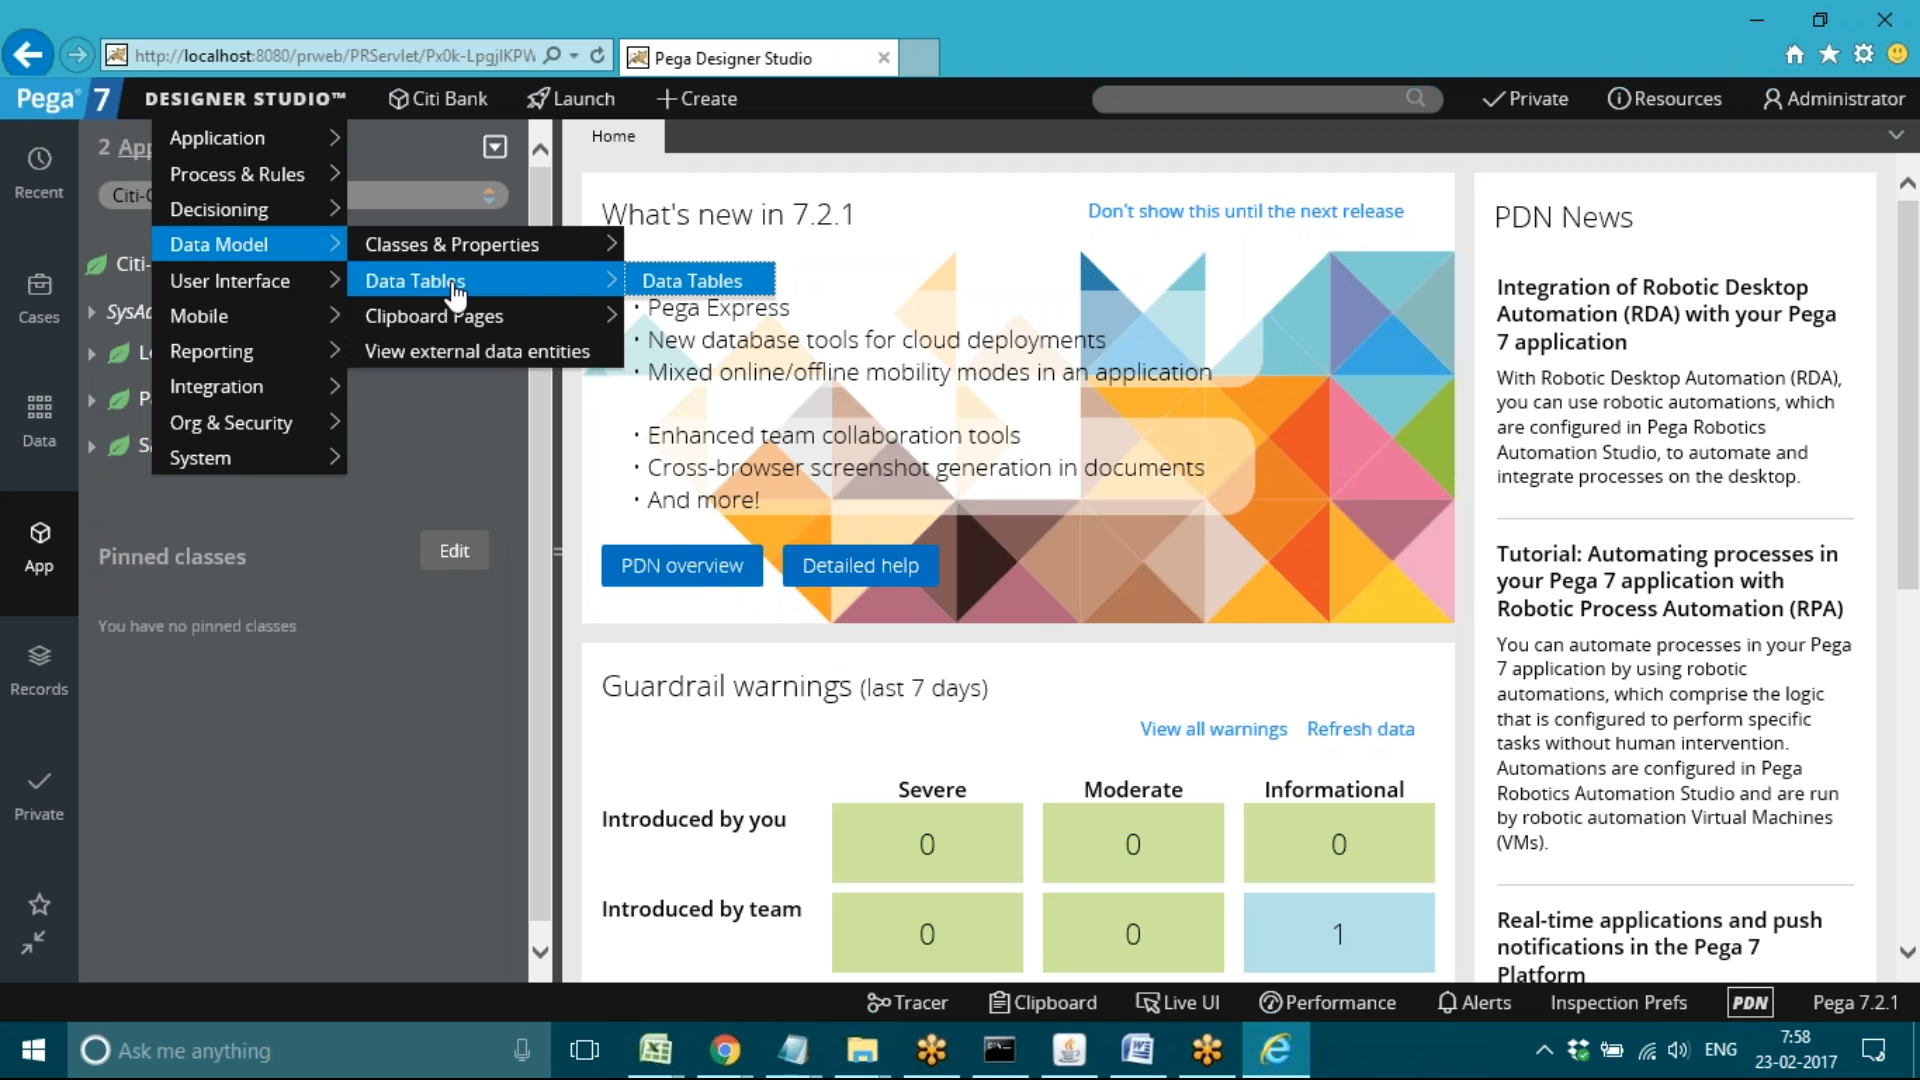 http://localhost:8080/prweb/PRServlet/Px0k-LpgjlKPW
Pega Designer Studio
Pega 7
DESIGNER STUDIO™
Citi Bank
Launch
Create
Private
Resources
Administrator
Recent
Cases
Data
App
Records
Private
2 App
Citi-
Citi-
SysA
Application
Process & Rules
Decisioning
Data Model
User Interface
Mobile
Reporting
Integration
Org & Security
System
Classes & Properties
Data Tables
Clipboard Pages
View external data entities
Data Tables
Pinned classes
Edit
You have no pinned classes
Home
What's new in 7.2.1
Don't show this until the next release
· Pega Express
· New database tools for cloud deployments
· Mixed online/offline mobility modes in an application
· Enhanced team collaboration tools
· Cross-browser screenshot generation in documents
· And more!
PDN overview
Detailed help
Guardrail warnings (last 7 days)
View all warnings
Refresh data
Severe Moderate Informational
Introduced by you 0 0 0
Introduced by team 0 0 1
PDN News
Integration of Robotic Desktop
Automation (RDA) with your Pega
7 application
With Robotic Desktop Automation (RDA),
you can use robotic automations, which
are configured in Pega Robotics
Automation Studio, to automate and
integrate processes on the desktop.
Tutorial: Automating processes in
your Pega 7 application with
Robotic Process Automation (RPA)
You can automate processes in your Pega
7 application by using robotic
automations, which comprise the logic
that is configured to perform specific
tasks without human intervention.
Automations are configured in Pega
Robotics Automation Studio and are run
by robotic automation Virtual Machines
(VMs).
Real-time applications and push
notifications in the Pega 7
Platform
Tracer
Clipboard
Live UI
Performance
Alerts
Inspection Prefs
PDN
Pega 7.2.1
Ask me anything
ENG
7:58
23-02-2017